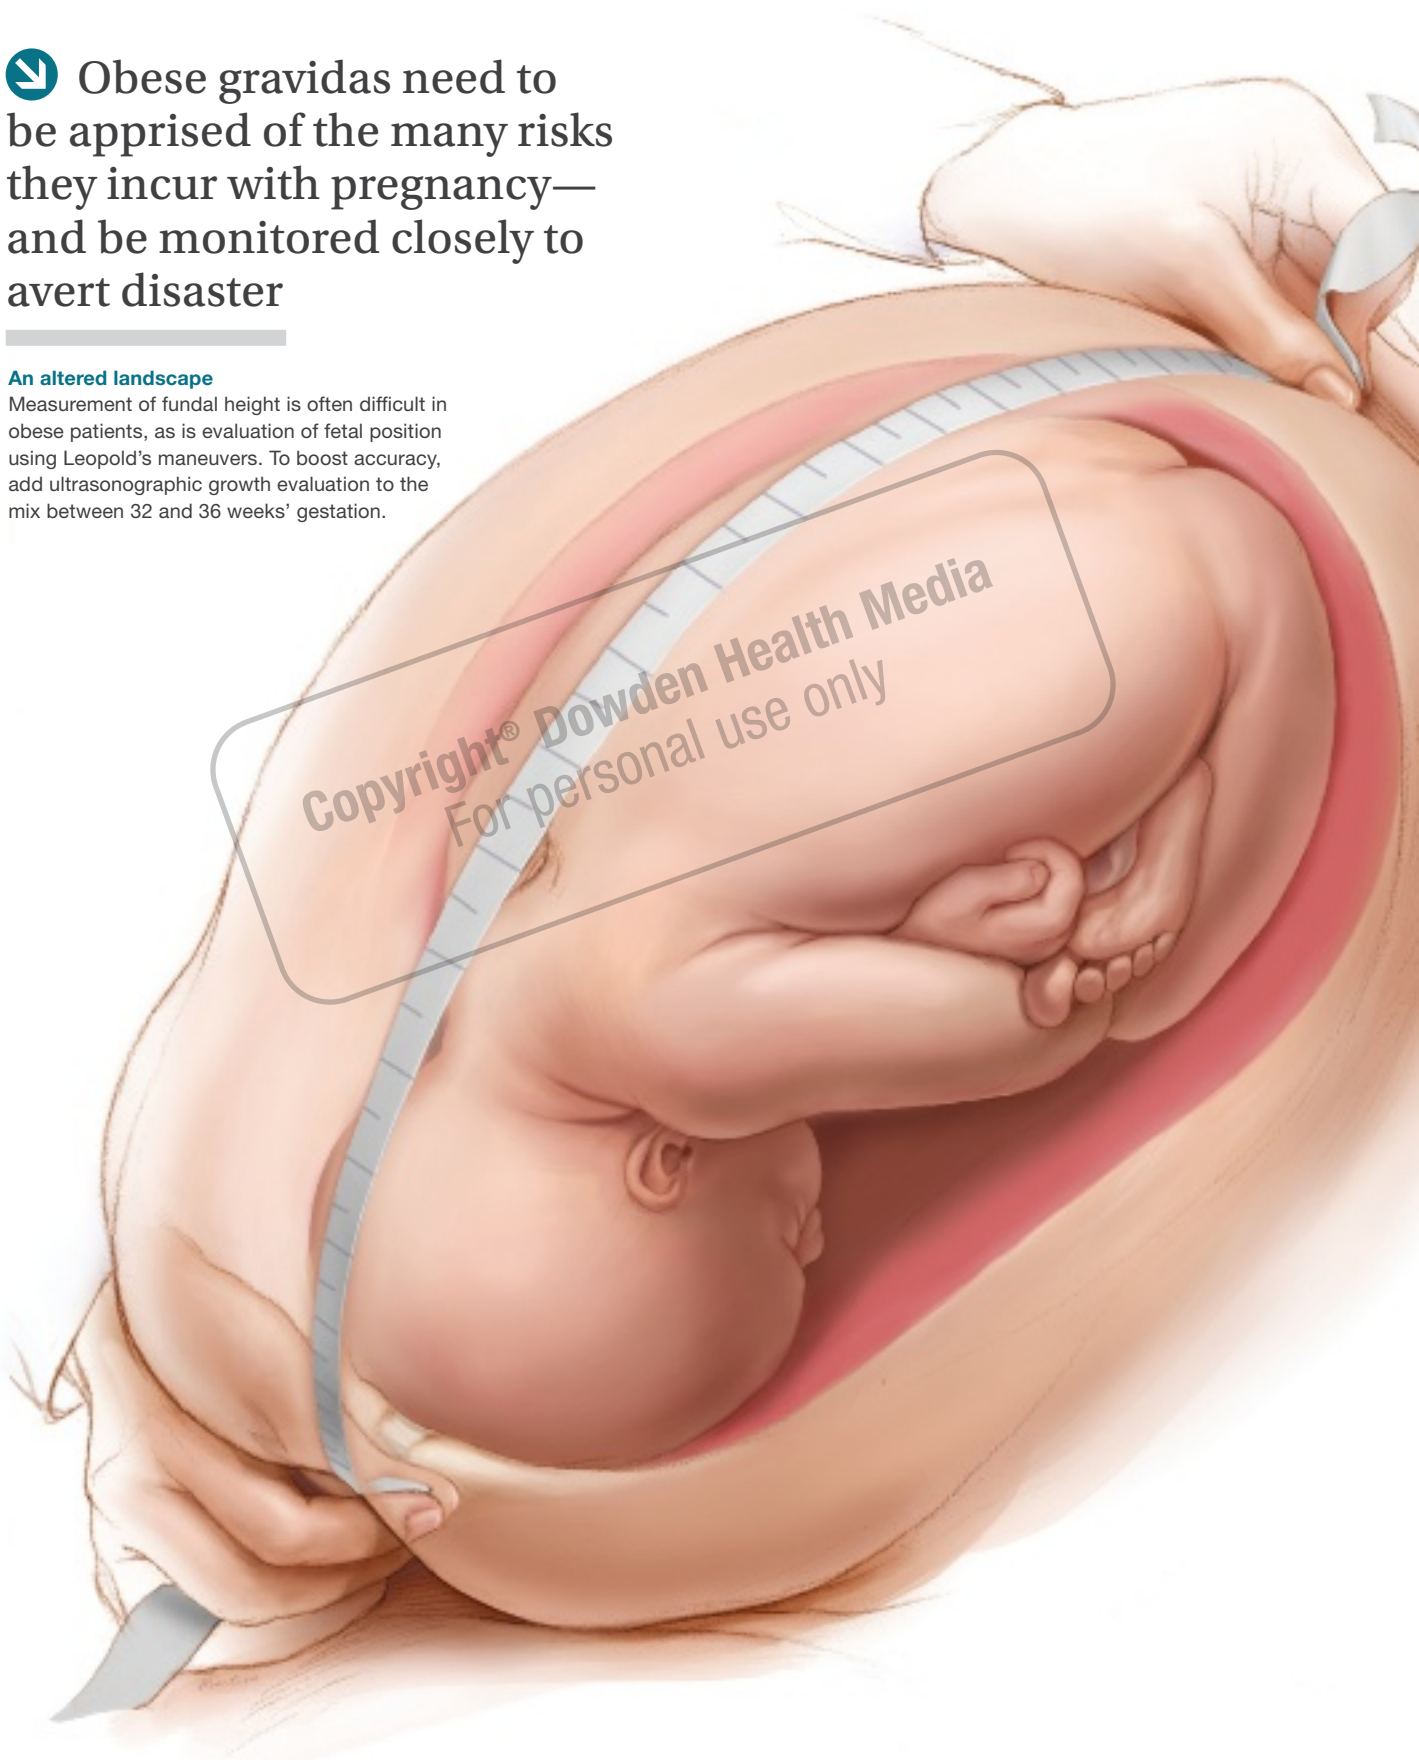 Obese gravidas need to
be apprised of the many risks
they incur with pregnancy—
and be monitored closely to
avert disaster
An altered landscape
Measurement of fundal height is often difficult in
obese patients, as is evaluation of fetal position
using Leopold’s maneuvers. To boost accuracy,
add ultrasonographic growth evaluation to the
mix between 32 and 36 weeks’ gestation.
Copyright® Dowden Health Media
For personal use only